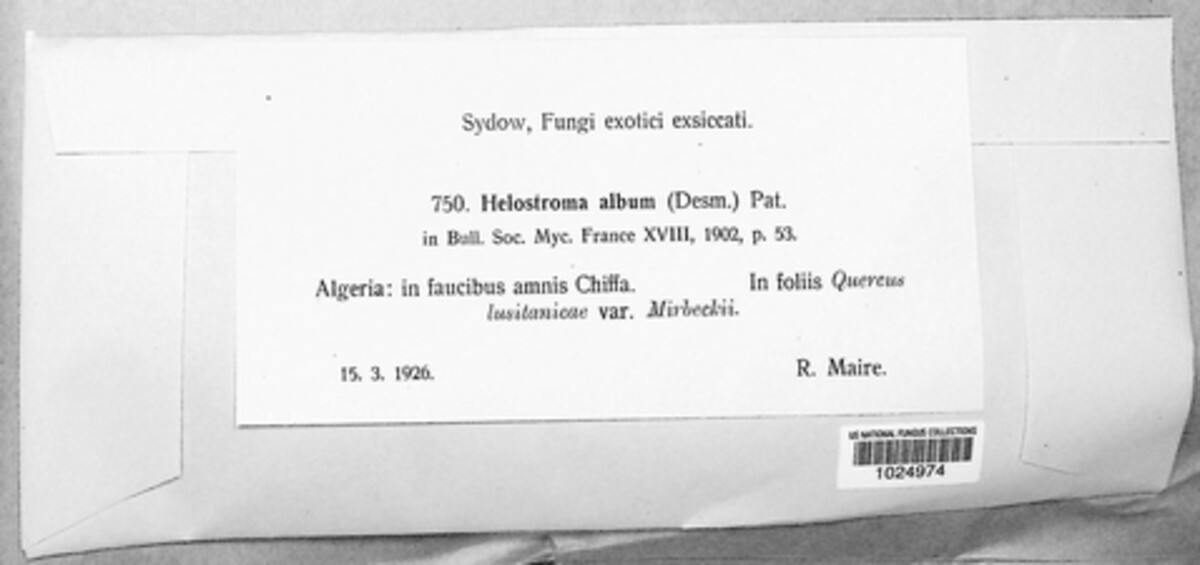 Sydow, Fungi exotici exsiccati.
750. Helostroma album (Desm.) Pat.
in Bull. Soc. Myc. France XVIII, 1902, p. 53.
Algeria: in faucibus amnis Chiffa. In foliis Quercus
lusitanicae var. Mirbeckii.
15. 3. 1926. R. Maire.
US NATIONAL FUNGUS COLLECTIONS
1024974